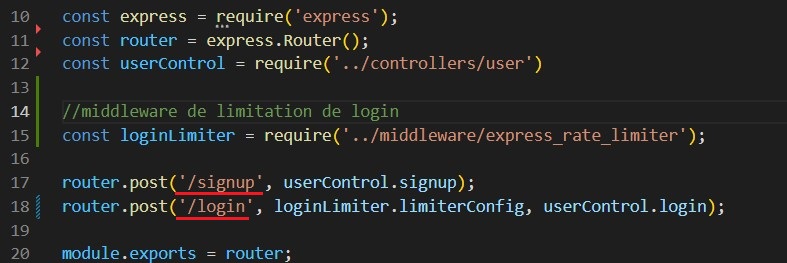 10 const express = require('express');
11 const router = express.Router();
12 const userControl = require('../controllers/user')
13
14 //middleware de limitation de login
15 const loginLimiter = require('../middleware/express_rate_limiter');
16
17 router.post('/signup', userControl.signup);
18 router.post('/login', loginLimiter.limiterConfig, userControl.login);
19
20 module.exports = router;